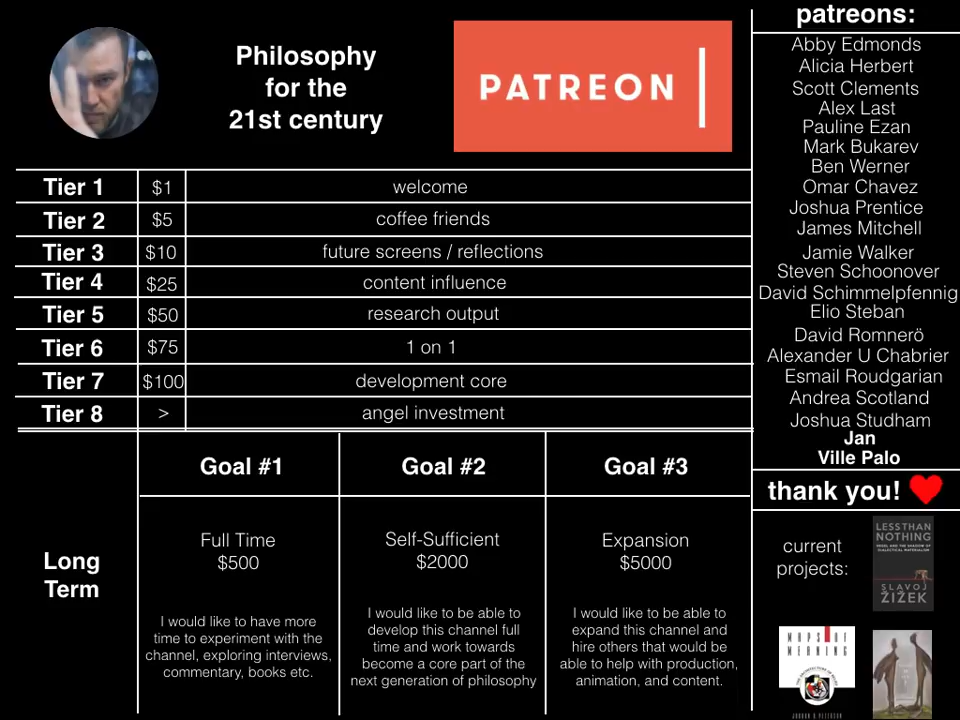 Philosophy
for the
21st century
PATREON
Tier 1 $1 welcome
Tier 2 $5 coffee friends
Tier 3 $10 future screens / reflections
Tier 4 $25 content influence
Tier 5 $50 research output
Tier 6 $75 1 on 1
Tier 7 $100 development core
Tier 8 > angel investment
Long
Term
Goal #1
Full Time
$500
I would like to have more
time to experiment with the
channel, exploring interviews,
commentary, books etc.
Goal #2
Self-Sufficient
$2000
I would like to be able to
develop this channel full
time and work towards
become a core part of the
next generation of philosophy
Goal #3
Expansion
$5000
I would like to be able to
expand this channel and
hire others that would be
able to help with production,
animation, and content.
patreons:
Abby Edmonds
Alicia Herbert
Scott Clements
Alex Last
Pauline Ezan
Mark Bukarev
Ben Werner
Omar Chavez
Joshua Prentice
James Mitchell
Jamie Walker
Steven Schoonover
David Schimmelpfennig
Elio Steban
David Romnerö
Alexander U Chabrier
Esmail Roudgarian
Andrea Scotland
Joshua Studham
Jan
Ville Palo
thank you!
current
projects:
LESS THAN
NOTHING
HEGEL AND THE SHADOW OF
DIALECTICAL MATERIALISM
SLAVOJ
ŽIŽEK
MAPS OF
MEANING
JORDAN B PETERSON